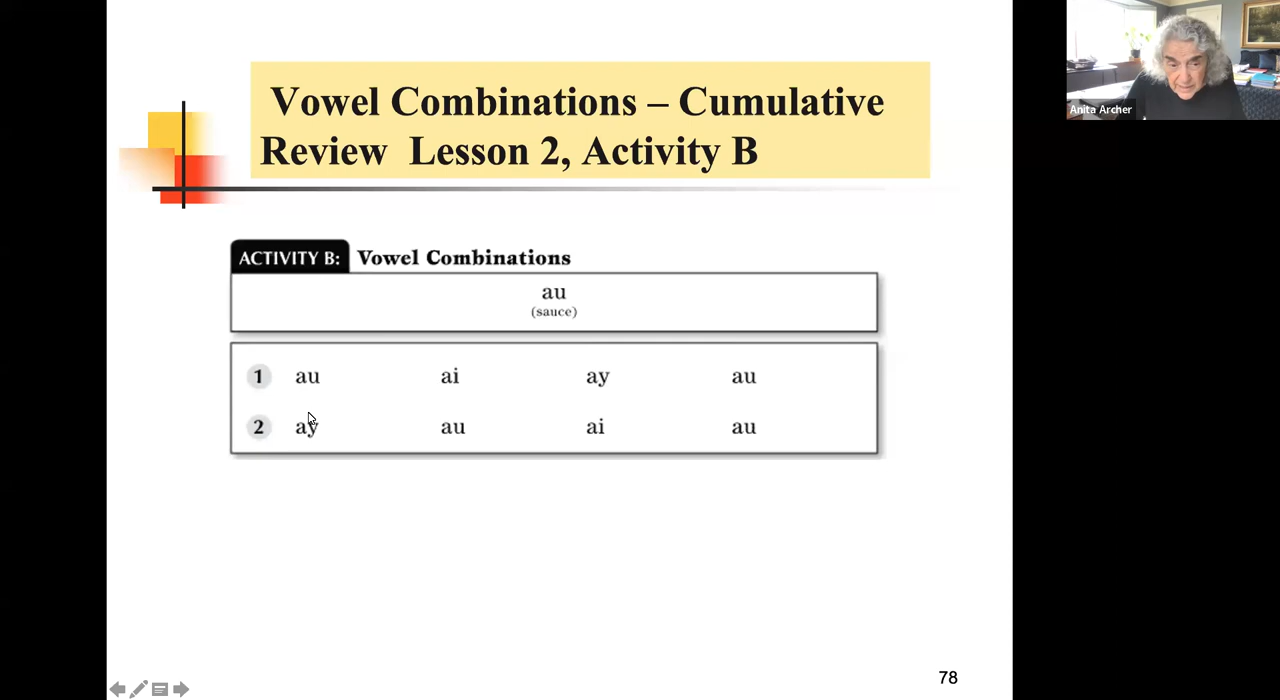 Vowel Combinations – Cumulative
Review Lesson 2, Activity B
Anita Archer
ACTIVITY B: Vowel Combinations
au
(sauce)
1 au ai ay au
2 ay au ai au
78